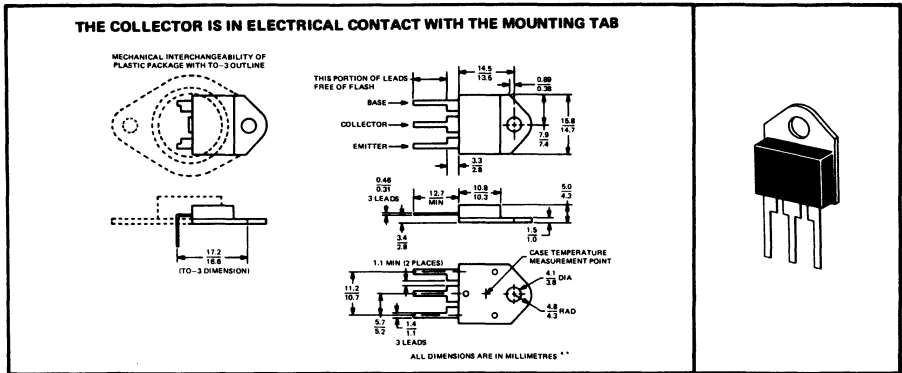 THE COLLECTOR IS IN ELECTRICAL CONTACT WITH THE MOUNTING TAB
MECHANICAL INTERCHANGEABILITY OF
PLASTIC PACKAGE WITH TO-3 OUTLINE
THIS PORTION OF LEADS
FREE OF FLASH
BASE
COLLECTOR
EMITTER
14.5
13.5
0.89
0.38
15.8
14.7
7.9
7.4
3.3
2.8
0.46
0.31
3 LEADS
12.7
MIN
10.8
10.3
5.0
4.3
3.4
2.8
1.5
1.0
17.2
16.6
(TO-3 DIMENSION)
1.1 MIN (2 PLACES)
CASE TEMPERATURE
MEASUREMENT POINT
4.1
3.8 DIA
11.2
10.7
5.7
5.2
1.4
1.1
3 LEADS
4.8
4.3 RAD
ALL DIMENSIONS ARE IN MILLIMETRES